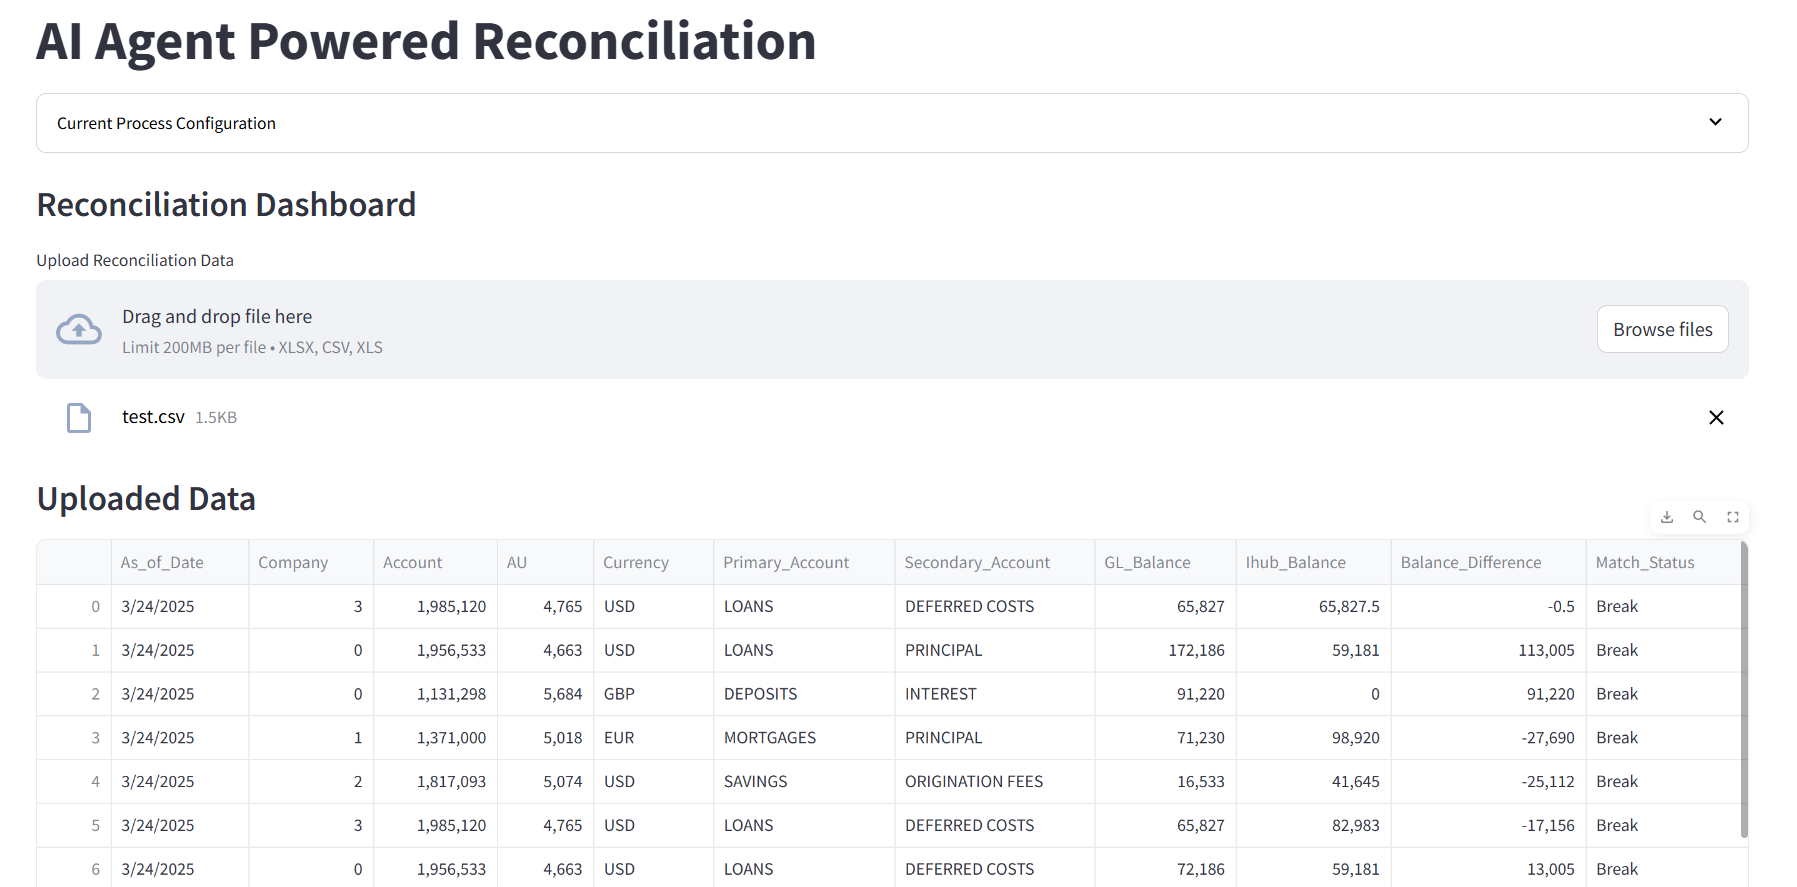 AI Agent Powered Reconciliation
Current Process Configuration
Reconciliation Dashboard
Upload Reconciliation Data
Drag and drop file here
Limit 200MB per file • XLSX, CSV, XLS
Browse files
test.csv 1.5KB
Uploaded Data
As_of_Date Company Account AU Currency Primary_Account Secondary_Account GL_Balance Ihub_Balance Balance_Difference Match_Status
0 3/24/2025 3 1,985,120 4,765 USD LOANS DEFERRED COSTS 65,827 65,827.5 -0.5 Break
1 3/24/2025 0 1,956,533 4,663 USD LOANS PRINCIPAL 172,186 59,181 113,005 Break
2 3/24/2025 0 1,131,298 5,684 GBP DEPOSITS INTEREST 91,220 0 91,220 Break
3 3/24/2025 1 1,371,000 5,018 EUR MORTGAGES PRINCIPAL 71,230 98,920 -27,690 Break
4 3/24/2025 2 1,817,093 5,074 USD SAVINGS ORIGINATION FEES 16,533 41,645 -25,112 Break
5 3/24/2025 3 1,985,120 4,765 USD LOANS DEFERRED COSTS 65,827 82,983 -17,156 Break
6 3/24/2025 0 1,956,533 4,663 USD LOANS DEFERRED COSTS 72,186 59,181 13,005 Break